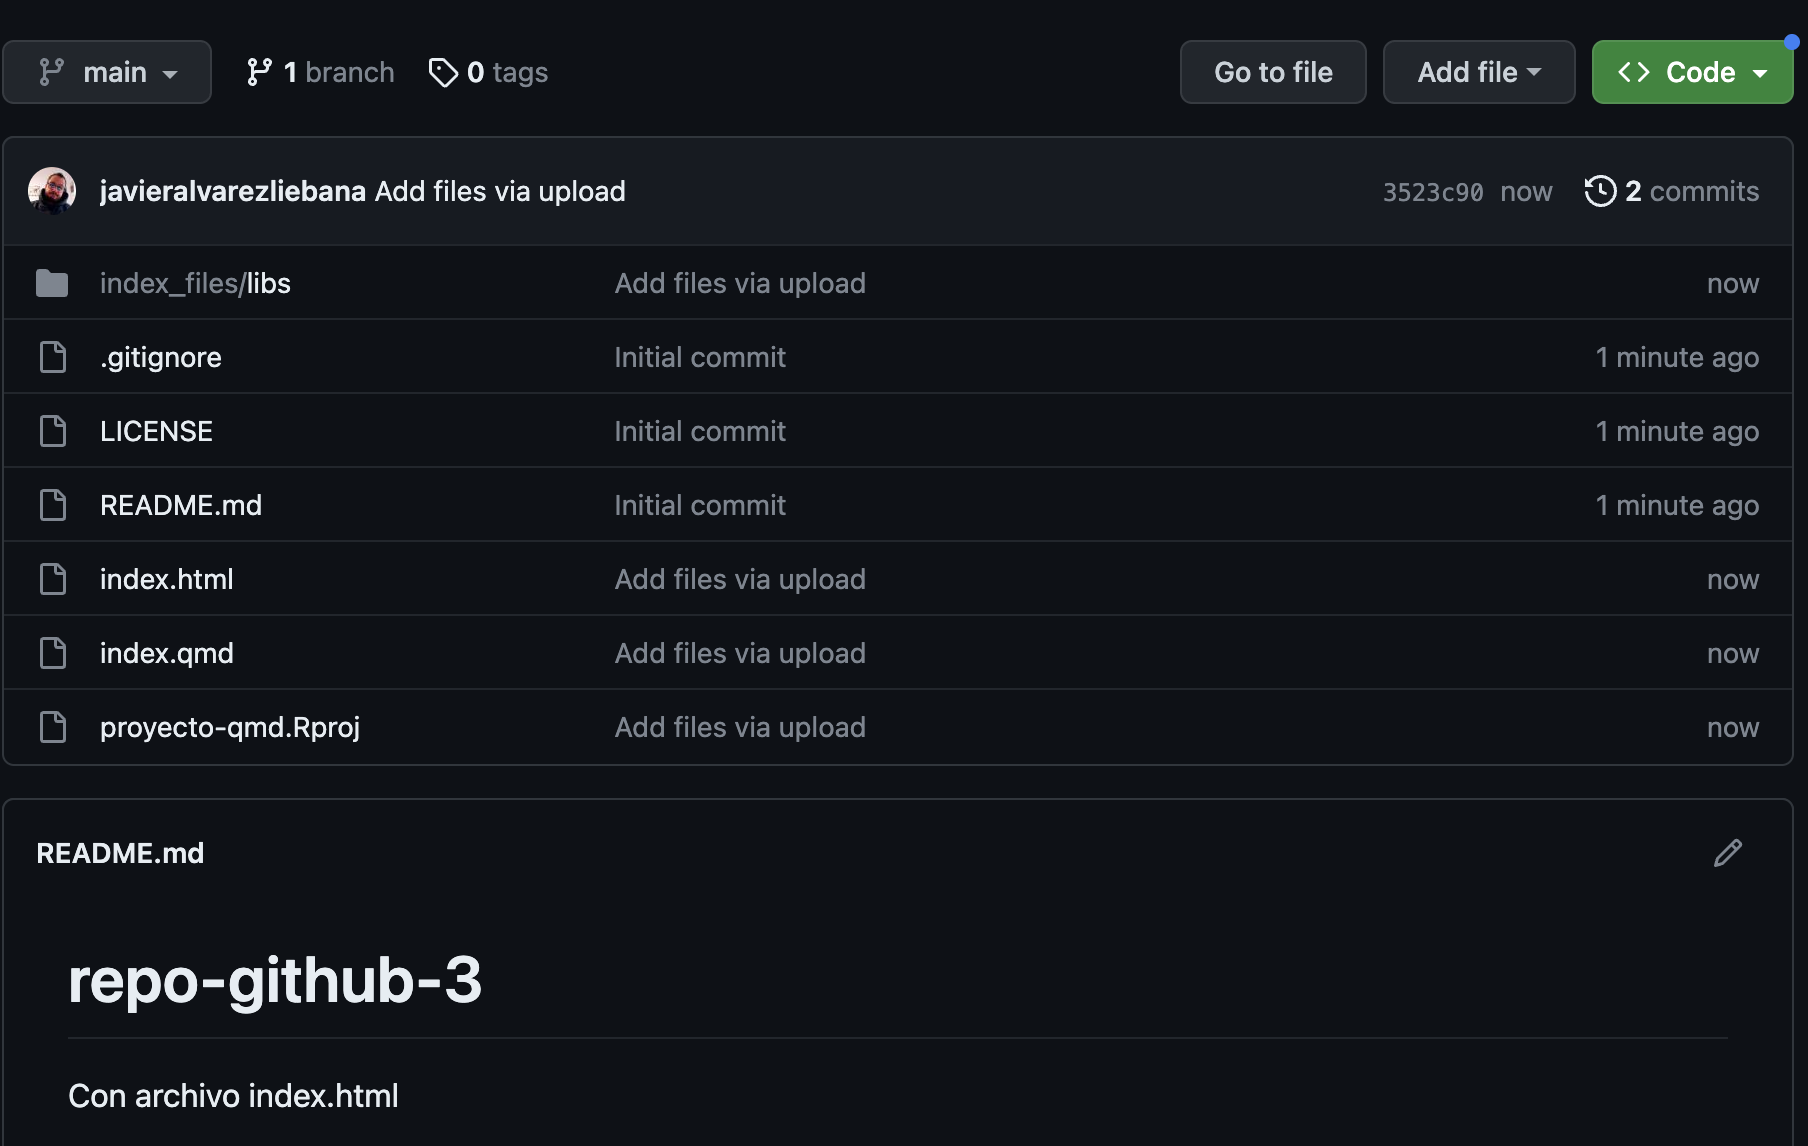 main 1 branch 0 tags Go to file Add file <> Code
javieralvarezliebana Add files via upload 3523c90 now 2 commits
index_files/libs Add files via upload now
.gitignore Initial commit 1 minute ago
LICENSE Initial commit 1 minute ago
README.md Initial commit 1 minute ago
index.html Add files via upload now
index.qmd Add files via upload now
proyecto-qmd.Rproj Add files via upload now
README.md
repo-github-3
Con archivo index.html